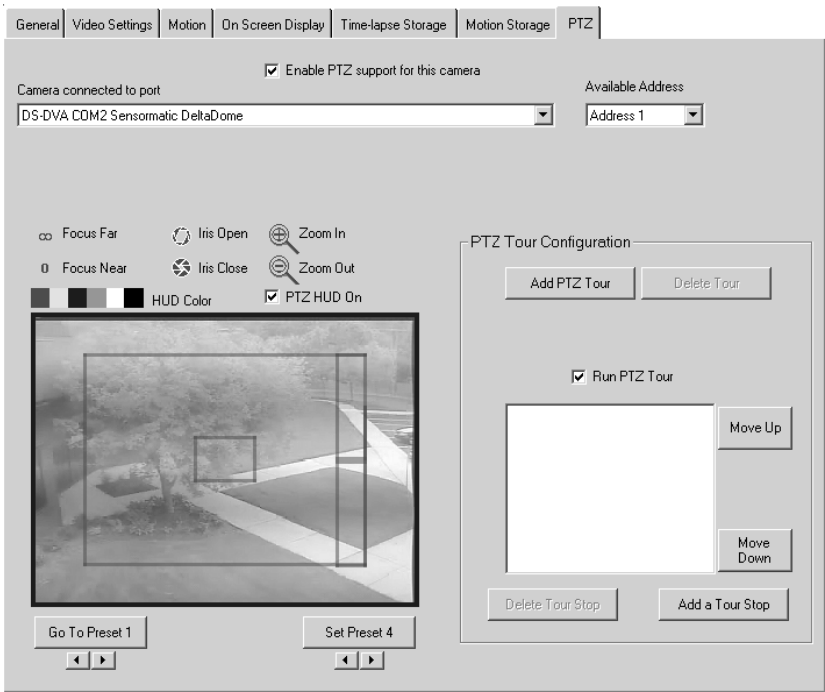 General Video Settings Motion On Screen Display Time-lapse Storage Motion Storage PTZ
Enable PTZ support for this camera
Camera connected to port
Available Address
DS-DVA COM2 Sensormatic DeltaDome
Address 1
Focus Far
Iris Open
Zoom In
Focus Near
Iris Close
Zoom Out
HUD Color
PTZ HUD On
PTZ Tour Configuration
Add PTZ Tour
Delete Tour
Run PTZ Tour
Move Up
Move
Down
Delete Tour Stop
Add a Tour Stop
Go To Preset 1
Set Preset 4